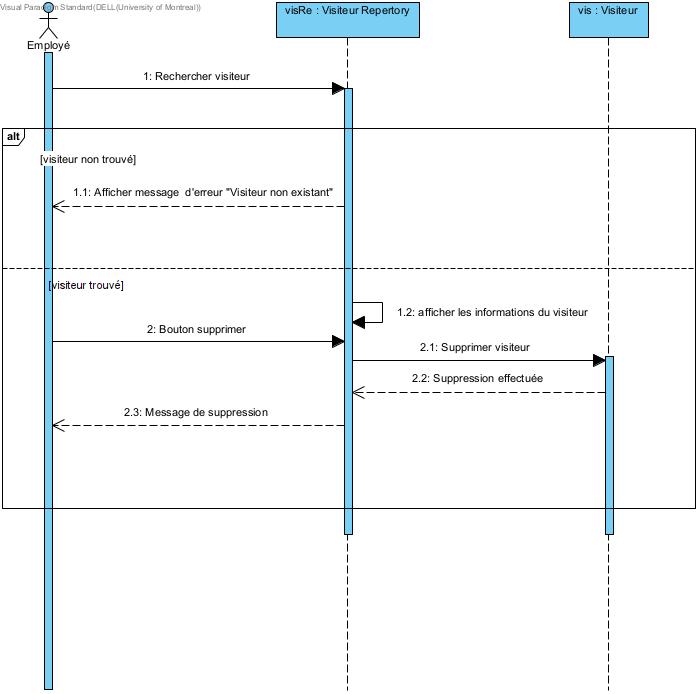 Visual Paradigm Standard(DELL(University of Montreal))
visRe : Visiteur Repertory
vis : Visiteur
Employé
1: Rechercher visiteur
alt
[visiteur non trouvé]
1.1: Afficher message d'erreur "Visiteur non existant"
[visiteur trouvé]
1.2: afficher les informations du visiteur
2: Bouton supprimer
2.1: Supprimer visiteur
2.2: Suppression effectuée
2.3: Message de suppression